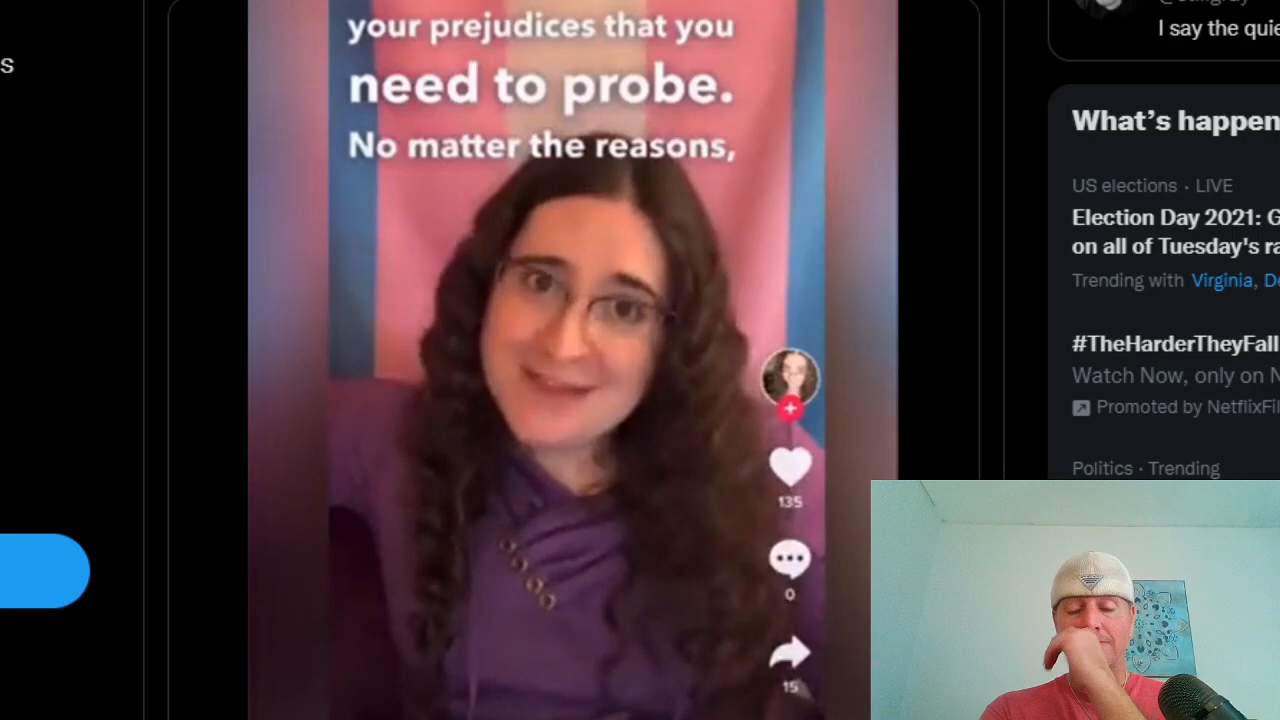 your prejudices that you
need to probe.
No matter the reasons,
135
0
15
s
I say the quie
What's happen
US elections · LIVE
Election Day 2021: G
on all of Tuesday's ra
Trending with Virginia, De
#TheHarderTheyFall
Watch Now, only on N
Promoted by NetflixFil
Politics · Trending